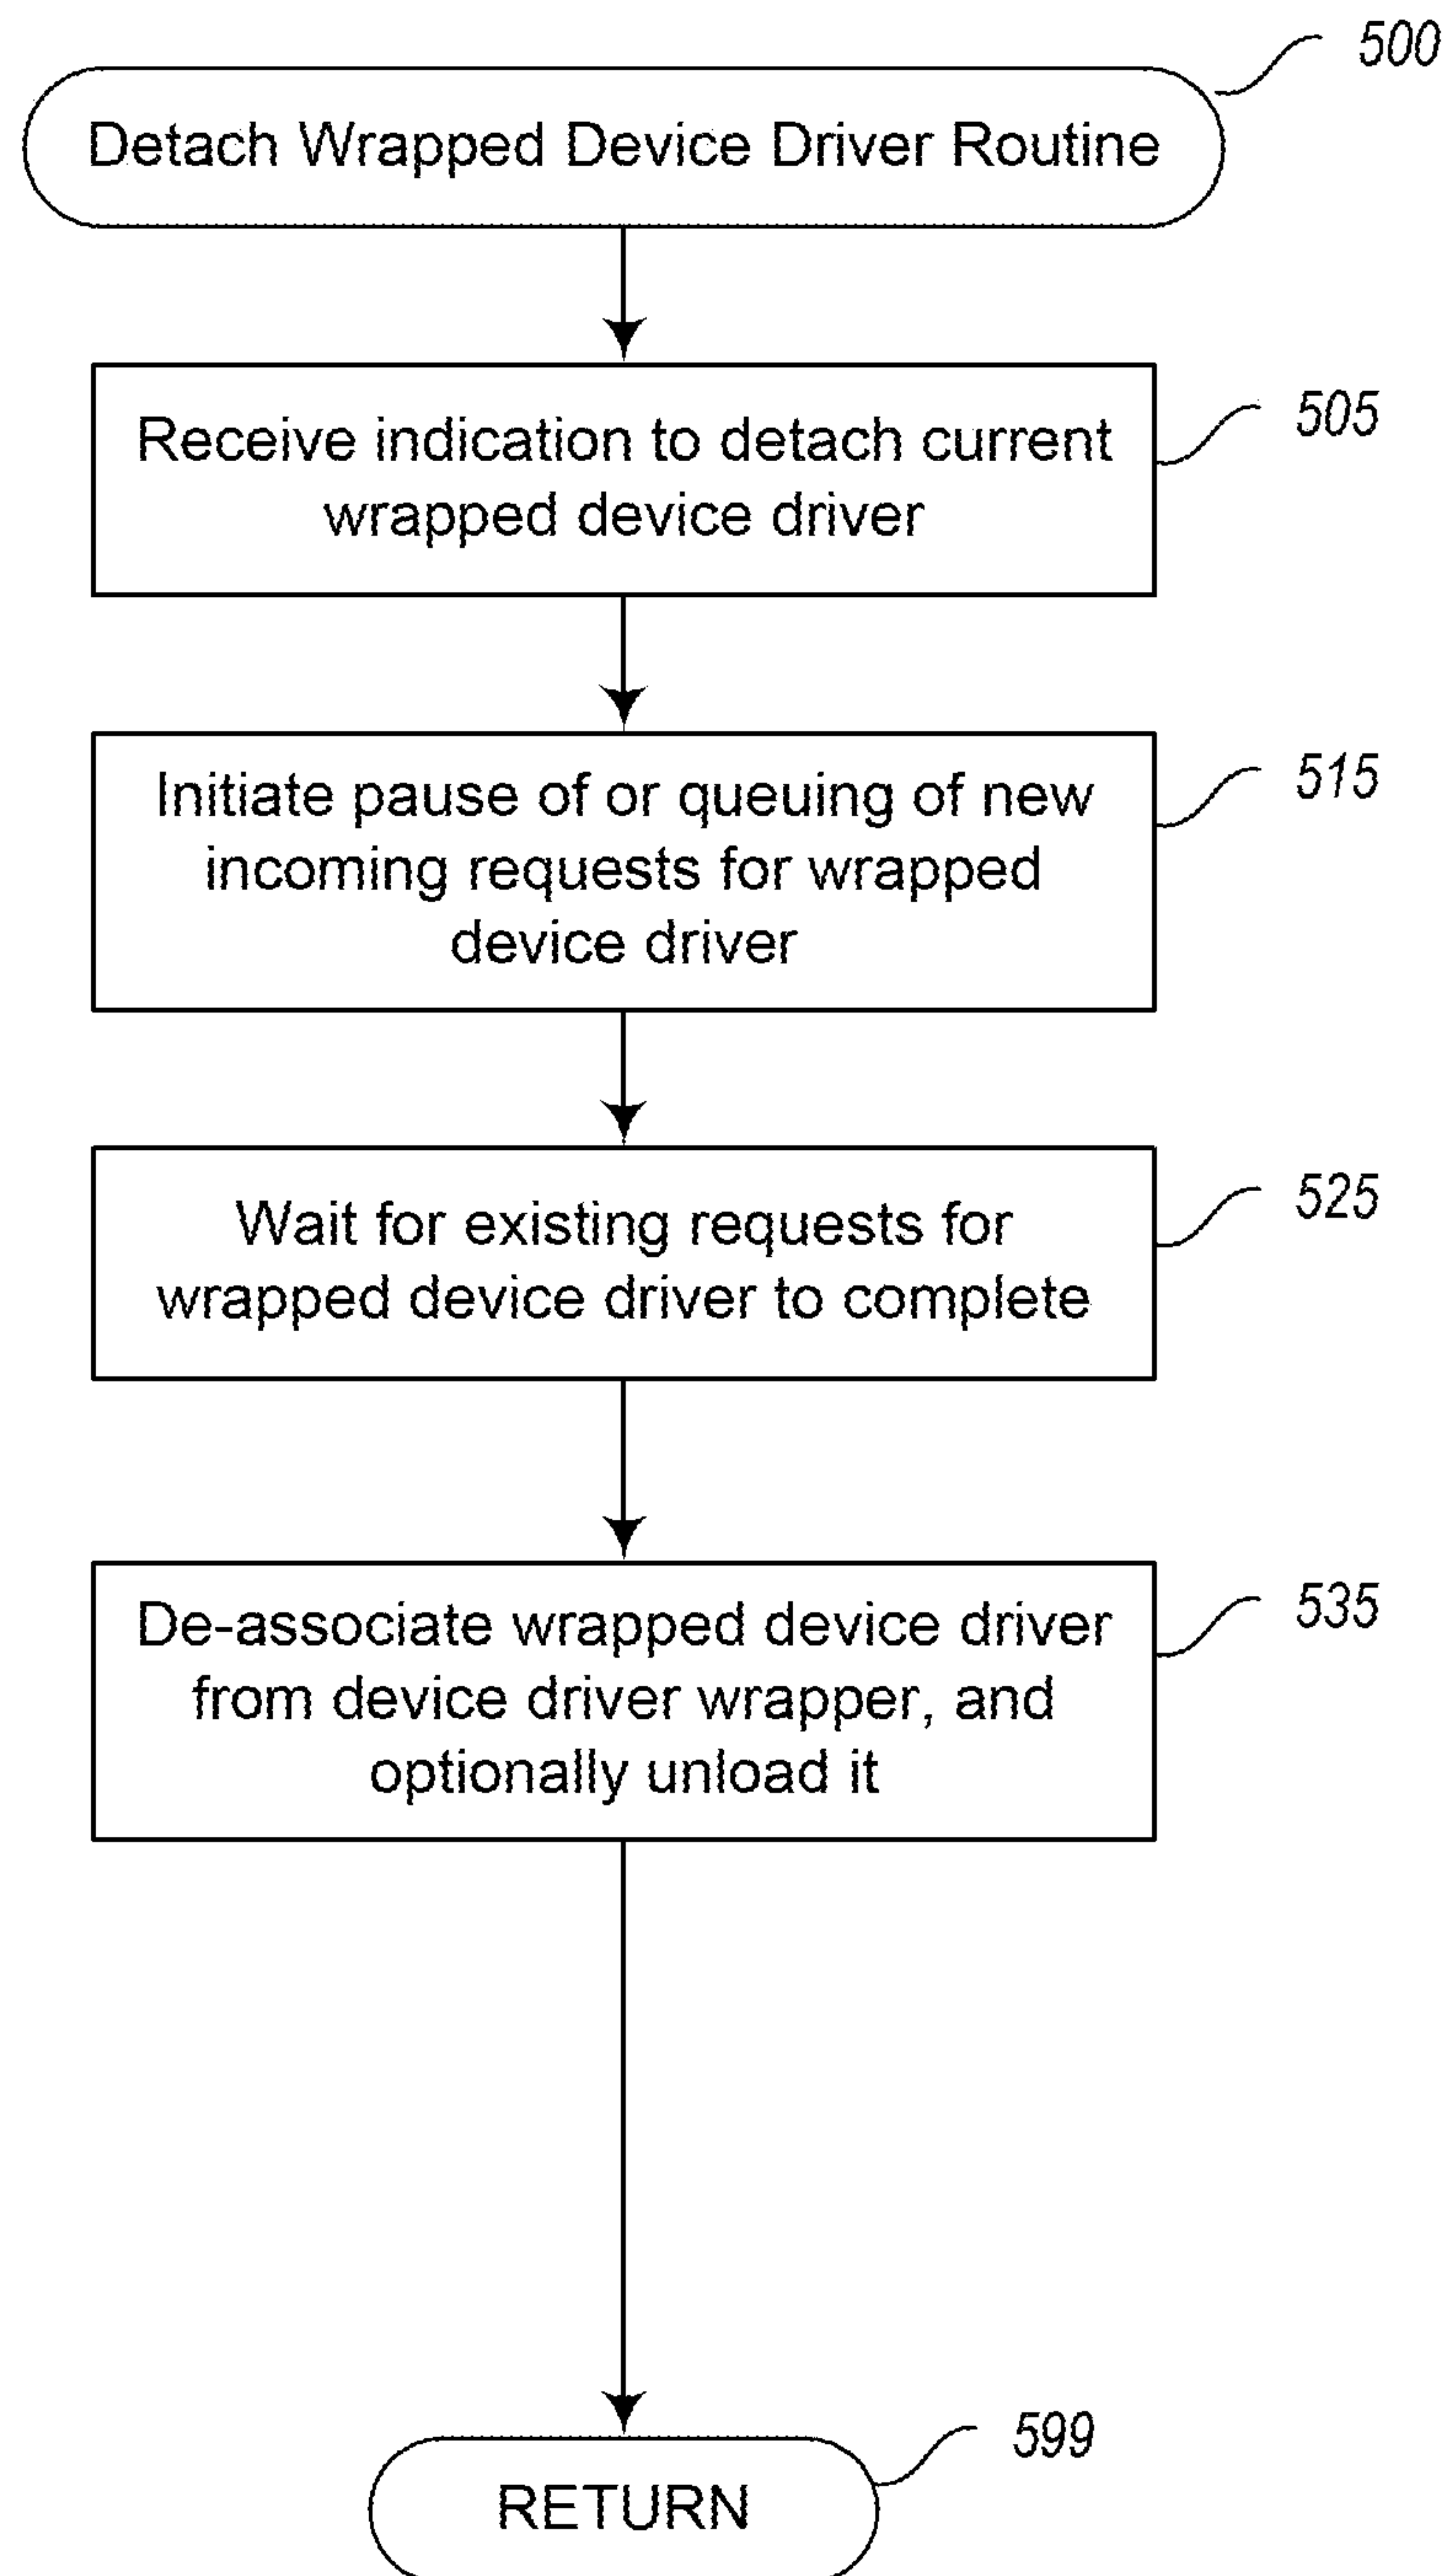 500
Detach Wrapped Device Driver Routine
Receive indication to detach current
wrapped device driver
505
Initiate pause of or queuing of new
incoming requests for wrapped
device driver
515
Wait for existing requests for
wrapped device driver to complete
525
De-associate wrapped device driver
from device driver wrapper, and
optionally unload it
535
RETURN
599